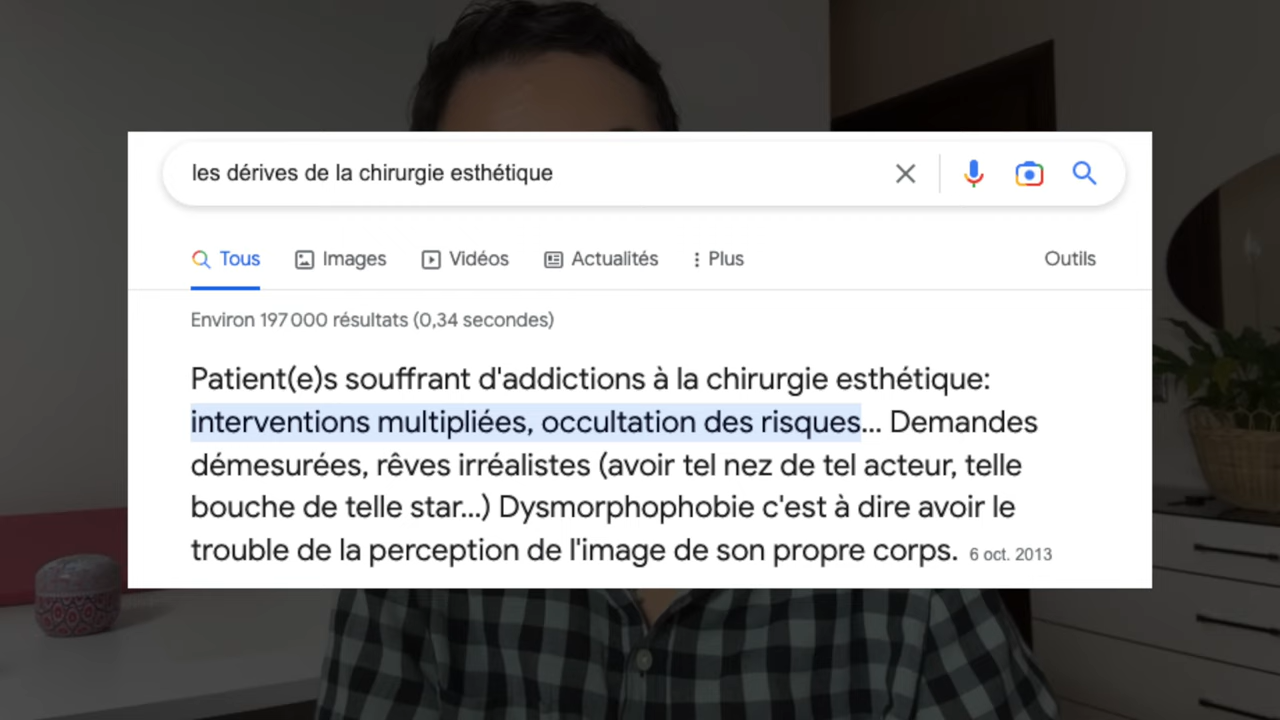 les dérives de la chirurgie esthétique
Tous Images Vidéos Actualités Plus Outils
Environ 197 000 résultats (0,34 secondes)
Patient(e)s souffrant d'addictions à la chirurgie esthétique:
interventions multipliées, occultation des risques... Demandes
démesurées, rêves irréalistes (avoir tel nez de tel acteur, telle
bouche de telle star...) Dysmorphophobie c'est à dire avoir le
trouble de la perception de l'image de son propre corps. 6 oct. 2013